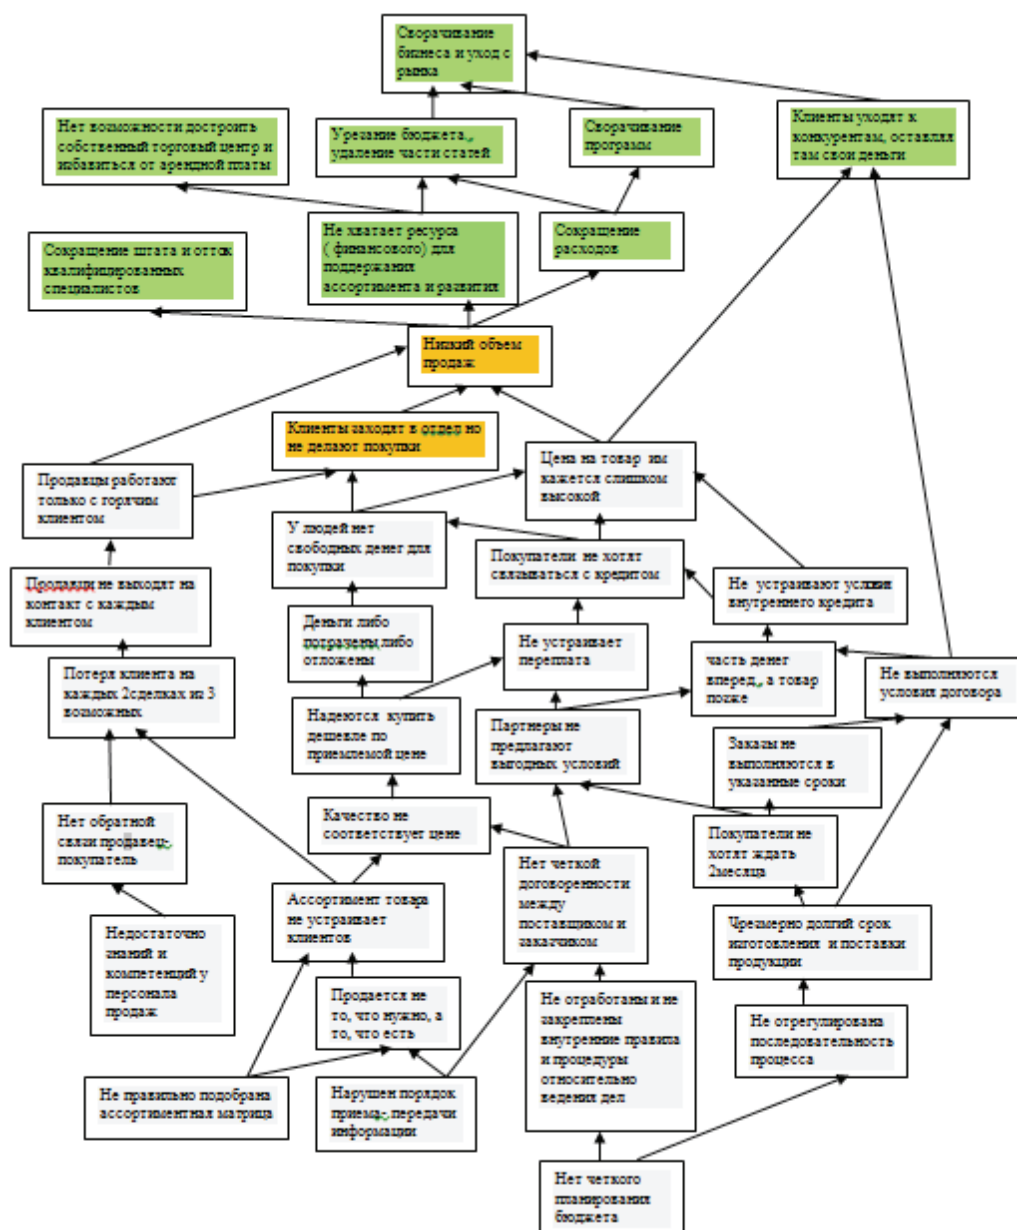 Сворачивание
бизнеса и уход с
рынка
Нет возможности достроить
собственный торговый центр и
избавиться от арендной платы
Урезание бюджета,
удаление части статей
Сворачивание
программ
Клиенты уходят к
конкурентам, оставляя
там свои деньги
Сокращение штата и отток
квалифицированных
специалистов
Не хватает ресурса
( финансового) для
поддержания
ассортимента и развития
Сокращение
расходов
Низкий объем
продаж
Клиенты заходят в отдел но
не делают покупки
Цена на товар им
кажется слишком
высокой
Продавцы работают
только с горячим
клиентом
У людей нет
свободных денег для
покупки
Покупатели не хотят
связываться с кредитом
Продавци не выходят на
контакт с каждым
клиентом
Не устраивают условия
внутреннего кредита
Деньги либо
потрачены либо
отложены
Не устраивает
переплата
часть денег
вперед, а товар
позже
Не выполняются
условия договора
Потеря клиента на
каждых 2сделках из 3
возможных
Надеются купить
дешевле по
приемлемой цене
Партнеры не
предлагают
выгодных условий
Заказы не
выполняются в
указанные сроки
Нет обратной
связи продавец-
покупатель
Качество не
соответствует цене
Покупатели не
хотят ждать
2месяца
Нет четкой
договоренности
между
поставщиком и
заказчиком
Ассортимент товара
не устраивает
клиентов
Чрезмерно долгий срок
изготовления и поставки
продукции
Недостаточно
знаний и
компетенций у
персонала
продаж
Продается не
то, что нужно, а
то, что есть
Не отработаны и не
закреплены
внутренние правила
и процедуры
относительно
ведения дел
Не отрегулирована
последовательность
процесса
Не правильно подобрана
ассортиментная матрица
Нарушен порядок
приема- передачи
информации
Нет четкого
планирования
бюджета